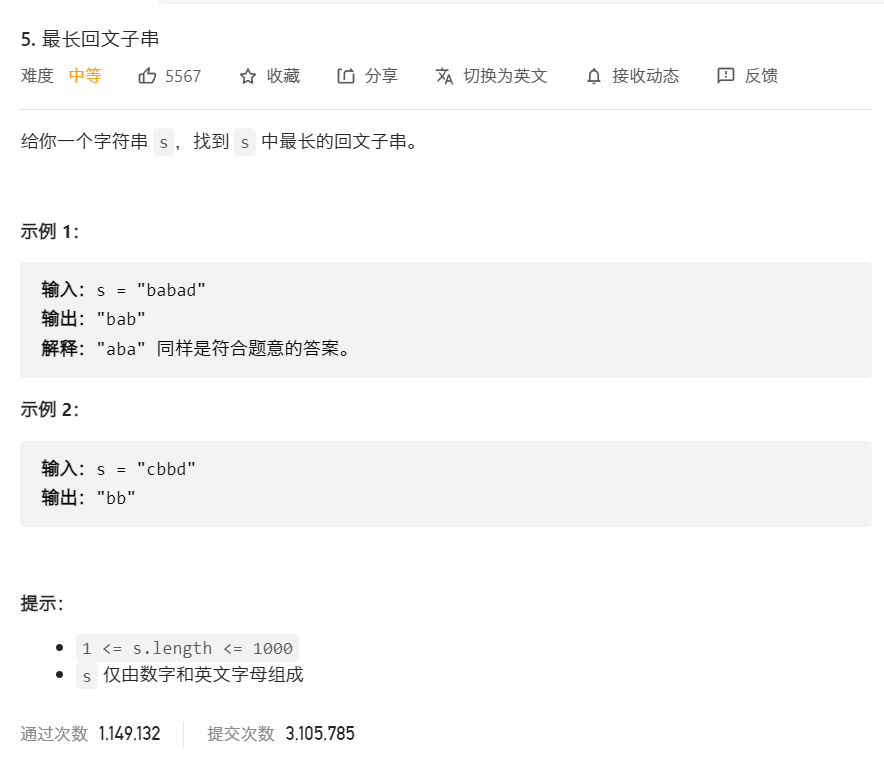 5. 最长回文子串
难度 中等 5567 收藏 分享 切换为英文 接收动态 反馈
给你一个字符串 s，找到 s 中最长的回文子串。
示例 1：
输入：s = "babad"
输出："bab"
解释："aba" 同样是符合题意的答案。
示例 2：
输入：s = "cbbd"
输出："bb"
提示：
1 <= s.length <= 1000
s 仅由数字和英文字母组成
通过次数 1,149,132 提交次数 3,105,785